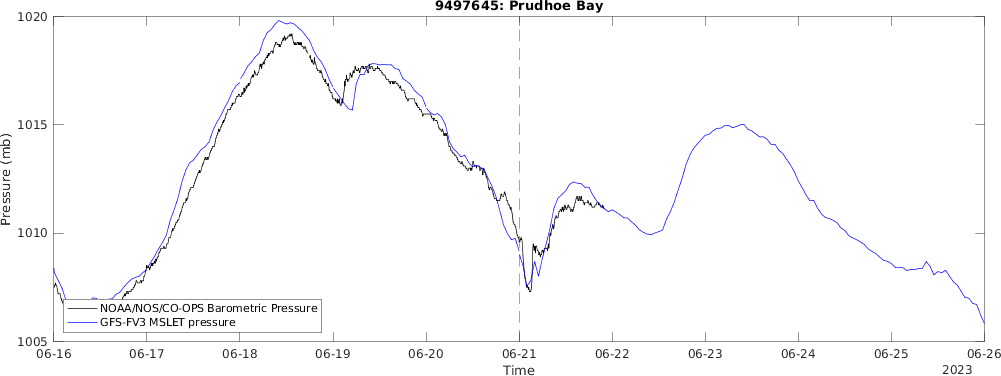 9497645: Prudhoe Bay
1020
1015
1010
1005
Pressure (mb)
NOAA/NOS/CO-OPS Barometric Pressure
GFS-FV3 MSLET pressure
06-16 06-17 06-18 06-19 06-20 06-21 06-22 06-23 06-24 06-25 06-26
Time
2023